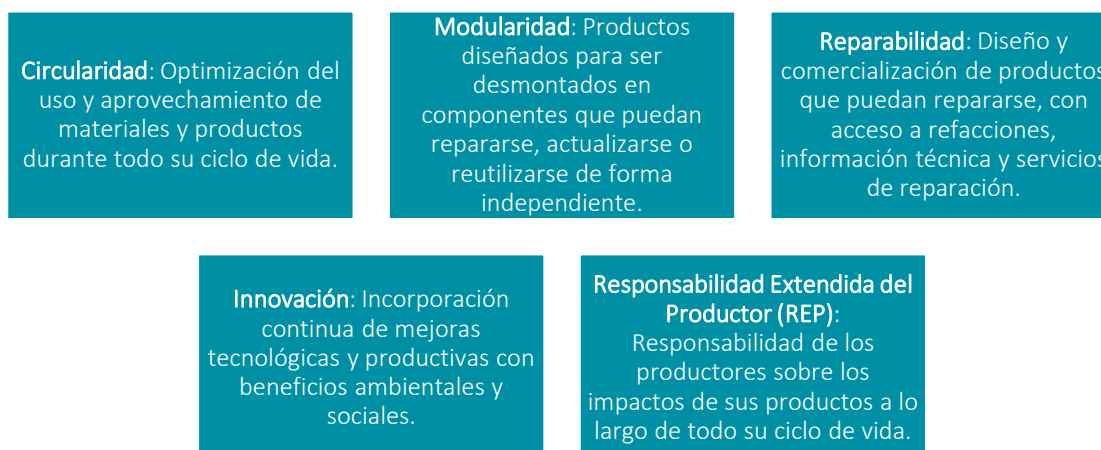 Circularidad: Optimización del
uso y aprovechamiento de
materiales y productos
durante todo su ciclo de vida.
Modularidad: Productos
diseñados para ser
desmontados en
componentes que puedan
repararse, actualizarse o
reutilizarse de forma
independiente.
Reparabilidad: Diseño y
comercialización de productos
que puedan repararse, con
acceso a refacciones,
información técnica y servicios
de reparación.
Innovación: Incorporación
continua de mejoras
tecnológicas y productivas con
beneficios ambientales y
sociales.
Responsabilidad Extendida del
Productor (REP):
Responsabilidad de los
productores sobre los
impactos de sus productos a lo
largo de todo su ciclo de vida.